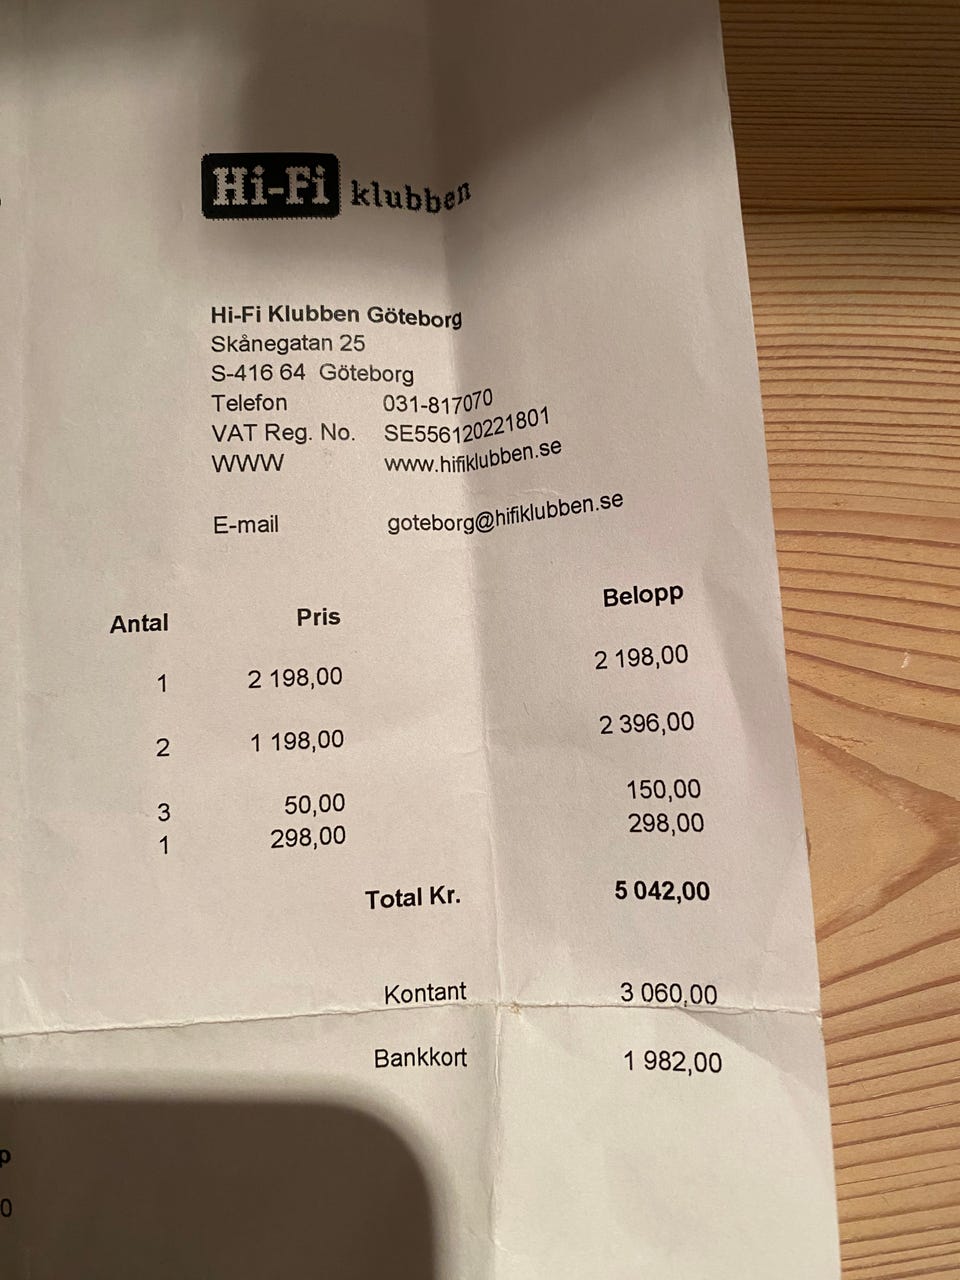 Hi-Fi klubben
Hi-Fi Klubben Göteborg
Skånegatan 25
S-416 64 Göteborg
Telefon 031-817070
VAT Reg. No. SE556120221801
WWW www.hifiklubben.se
E-mail goteborg@hifiklubben.se
Antal Pris Belopp
1 2 198,00 2 198,00
2 1 198,00 2 396,00
3 50,00 150,00
1 298,00 298,00
Total Kr. 5 042,00
Kontant 3 060,00
Bankkort 1 982,00
p
0